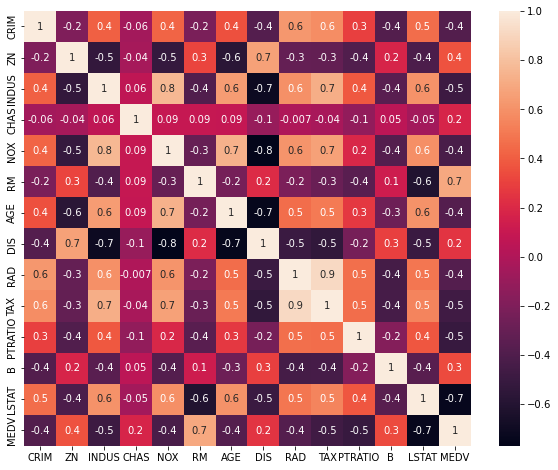 CRIM 1 -0.2 0.4 -0.06 0.4 -0.2 0.4 -0.4 0.6 0.6 0.3 -0.4 0.5 -0.4
ZN -0.2 1 -0.5 -0.04 -0.5 0.3 -0.6 0.7 -0.3 -0.3 -0.4 0.2 -0.4 0.4
INDUS 0.4 -0.5 1 0.06 0.8 -0.4 0.6 -0.7 0.6 0.7 0.4 -0.4 0.6 -0.5
CHAS -0.06 -0.04 0.06 1 0.09 0.09 0.09 -0.1 -0.007 -0.04 -0.1 0.05 -0.05 0.2
NOX 0.4 -0.5 0.8 0.09 1 -0.3 0.7 -0.8 0.6 0.7 0.2 -0.4 0.6 -0.4
RM -0.2 0.3 -0.4 0.09 -0.3 1 -0.2 0.2 -0.2 -0.3 -0.4 0.1 -0.6 0.7
AGE 0.4 -0.6 0.6 0.09 0.7 -0.2 1 -0.7 0.5 0.5 0.3 -0.3 0.6 -0.4
DIS -0.4 0.7 -0.7 -0.1 -0.8 0.2 -0.7 1 -0.5 -0.5 -0.2 0.3 -0.5 0.2
RAD 0.6 -0.3 0.6 -0.007 0.6 -0.2 0.5 -0.5 1 0.9 0.5 -0.4 0.5 -0.4
TAX 0.6 -0.3 0.7 -0.04 0.7 -0.3 0.5 -0.5 0.9 1 0.5 -0.4 0.5 -0.5
PTRATIO 0.3 -0.4 0.4 -0.1 0.2 -0.4 0.3 -0.2 0.5 0.5 1 -0.2 0.4 -0.5
B -0.4 0.2 -0.4 0.05 -0.4 0.1 -0.3 0.3 -0.4 -0.4 -0.2 1 -0.4 0.3
LSTAT 0.5 -0.4 0.6 -0.05 0.6 -0.6 0.6 -0.5 0.5 0.5 0.4 -0.4 1 -0.7
MEDV -0.4 0.4 -0.5 0.2 -0.4 0.7 -0.4 0.2 -0.4 -0.5 -0.5 0.3 -0.7 1
CRIM ZN INDUS CHAS NOX RM AGE DIS RAD TAX PTRATIO B LSTAT MEDV
1.0
0.8
0.6
0.4
0.2
0.0
-0.2
-0.4
-0.6